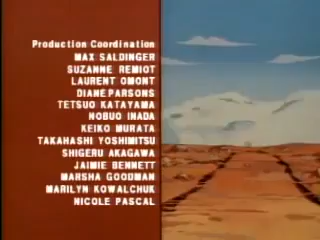 Production Coordination
MAX SALDINGER
SUZANNE REMIOT
LAURENT OMONT
DIANE PARSONS
TETSUO KATAYAMA
NOBUO INADA
KEIKO MURATA
TAKAHASHI YOSHIMITSU
SHIGERU AKAGAWA
JAIMIE BENNETT
MARSHA GOODMAN
MARILYN KOWALCHUK
NICOLE PASCAL